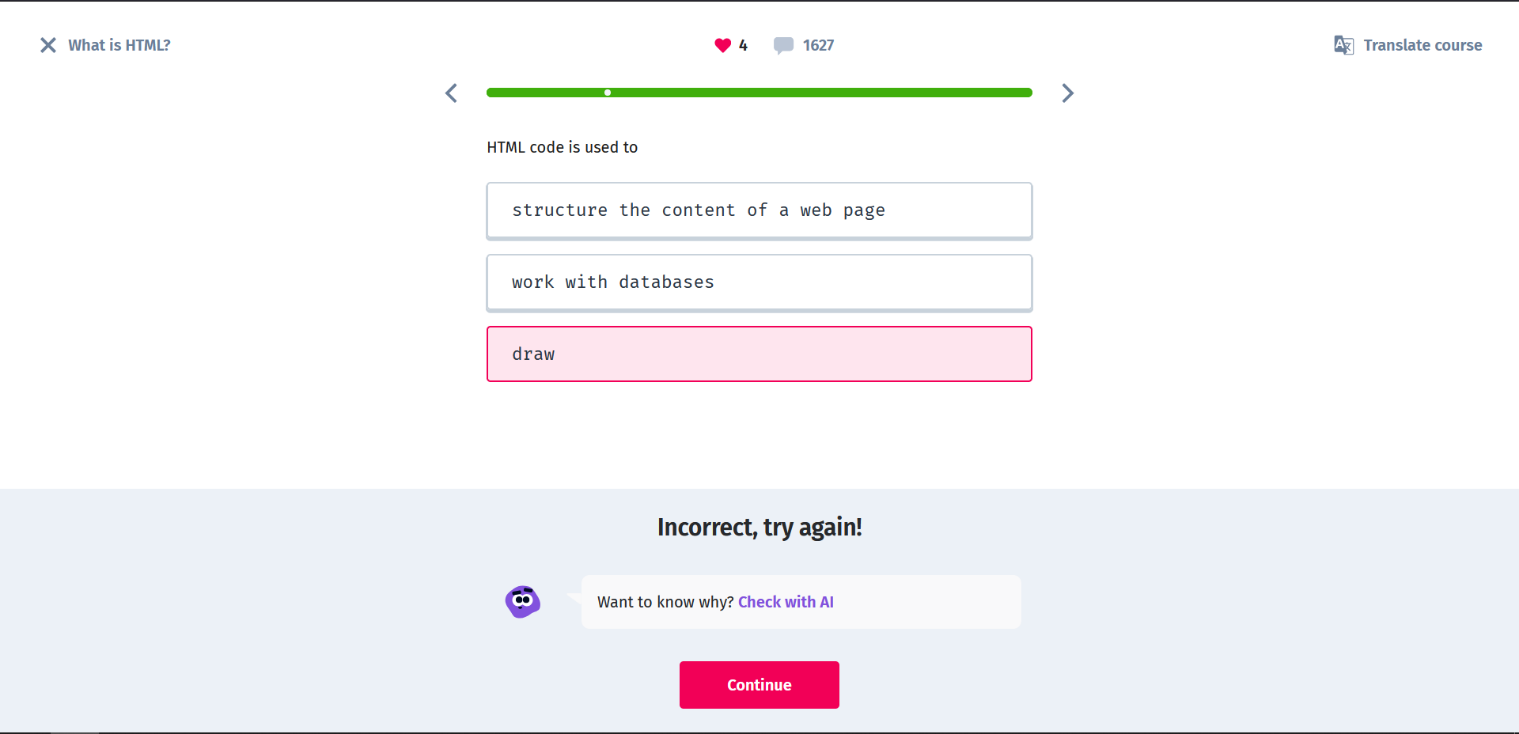 What is HTML?
4
1627
Translate course
HTML code is used to
structure the content of a web page
work with databases
draw
Incorrect, try again!
Want to know why? Check with AI
Continue